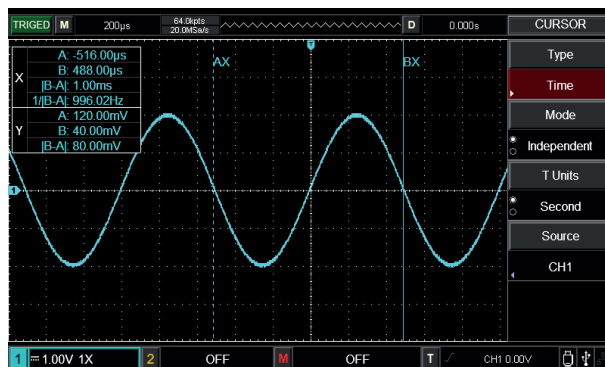 TRIGED M 200μs 64.0kpts D 0.000s CURSOR
20.0MSa/s
T
Type
Time
Mode
Independent
T Units
Second
Source
CH1
X
A: -516.00μs
B: 488.00μs
|B-A|: 1.00ms
1/|B-A|: 996.02Hz
Y
A: 120.00mV
B: 40.00mV
|B-A|: 80.00mV
AX BX
1
1 1.00V 1X 2 OFF M OFF T CH1 0.00V